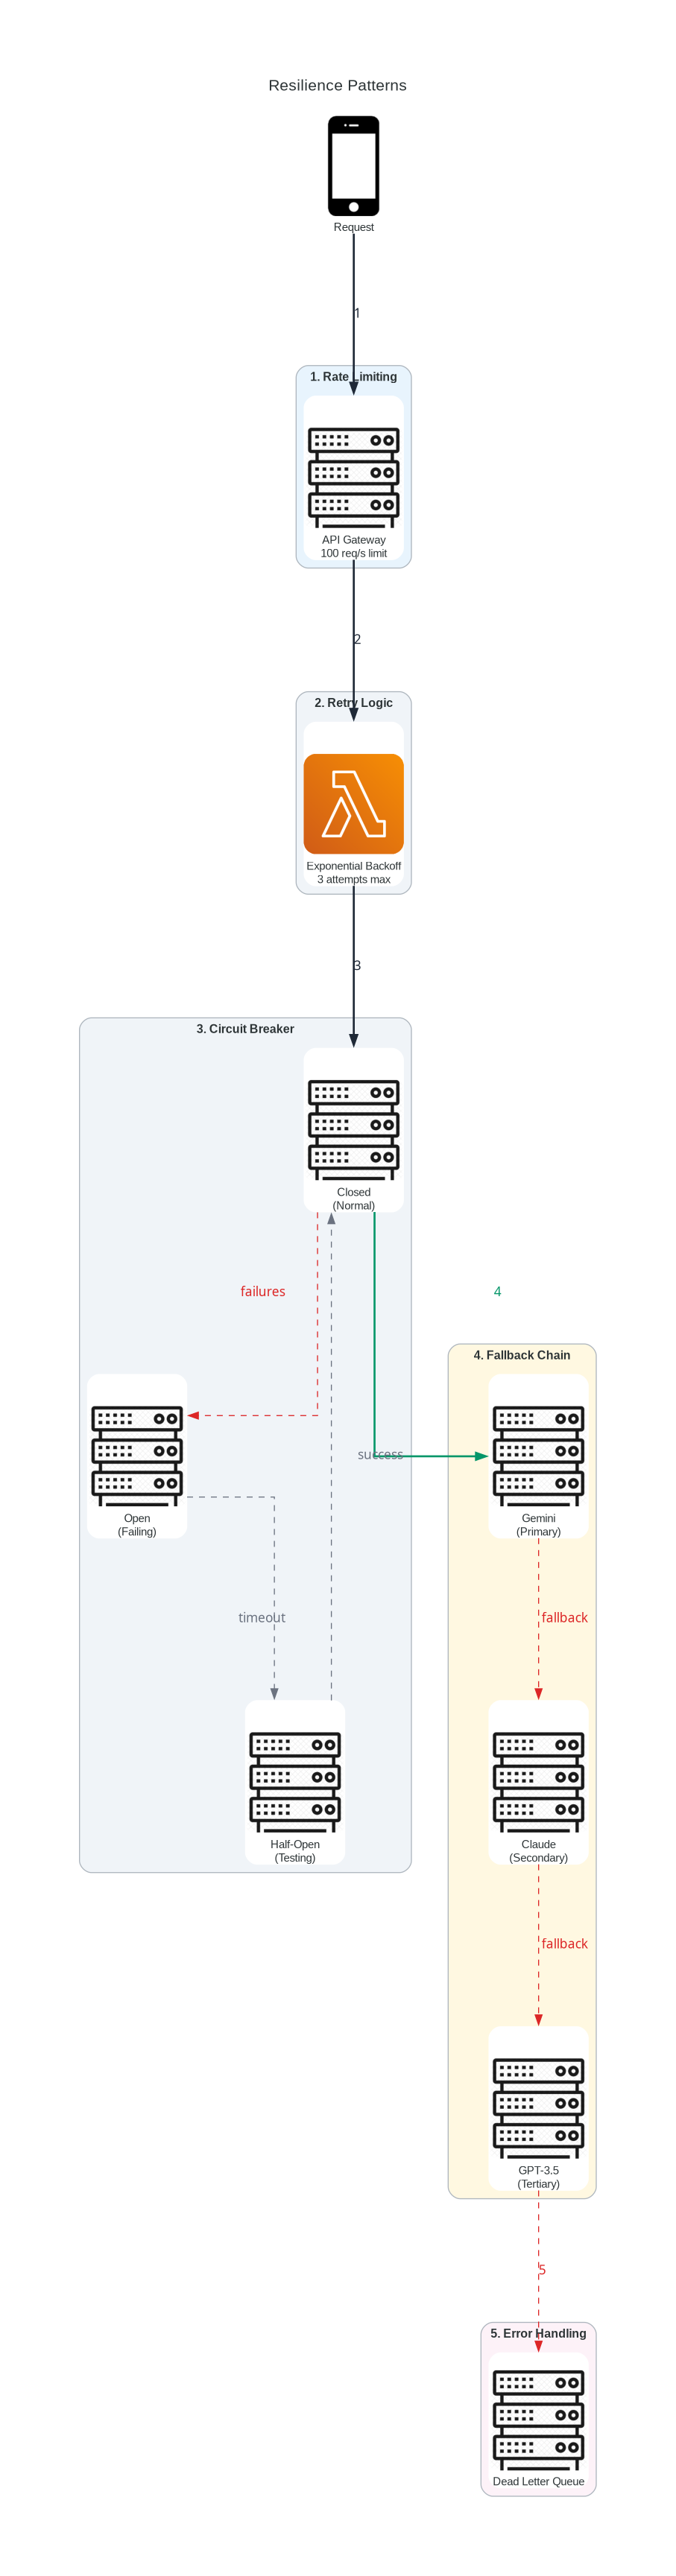 Resilience Patterns
Request
1
1. Rate Limiting
API Gateway
100 req/s limit
2
2. Retry Logic
Exponential Backoff
3 attempts max
3
3. Circuit Breaker
Closed
(Normal)
failures
4
4. Fallback Chain
success
Open
(Failing)
Gemini
(Primary)
timeout
fallback
Half-Open
(Testing)
Claude
(Secondary)
fallback
GPT-3.5
(Tertiary)
5
5. Error Handling
Dead Letter Queue